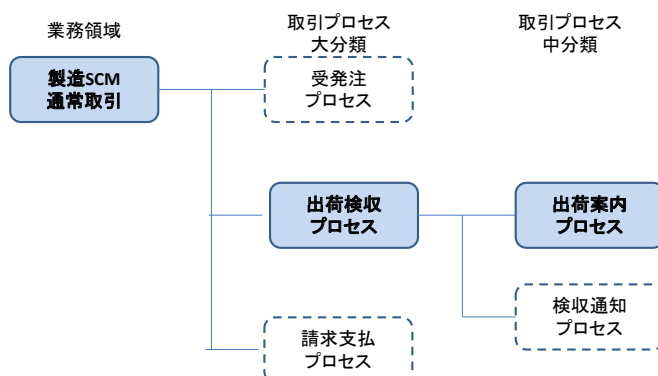 業務領域
取引プロセス
大分類
取引プロセス
中分類
製造SCM
通常取引
受発注
プロセス
出荷検収
プロセス
出荷案内
プロセス
検収通知
プロセス
請求支払
プロセス